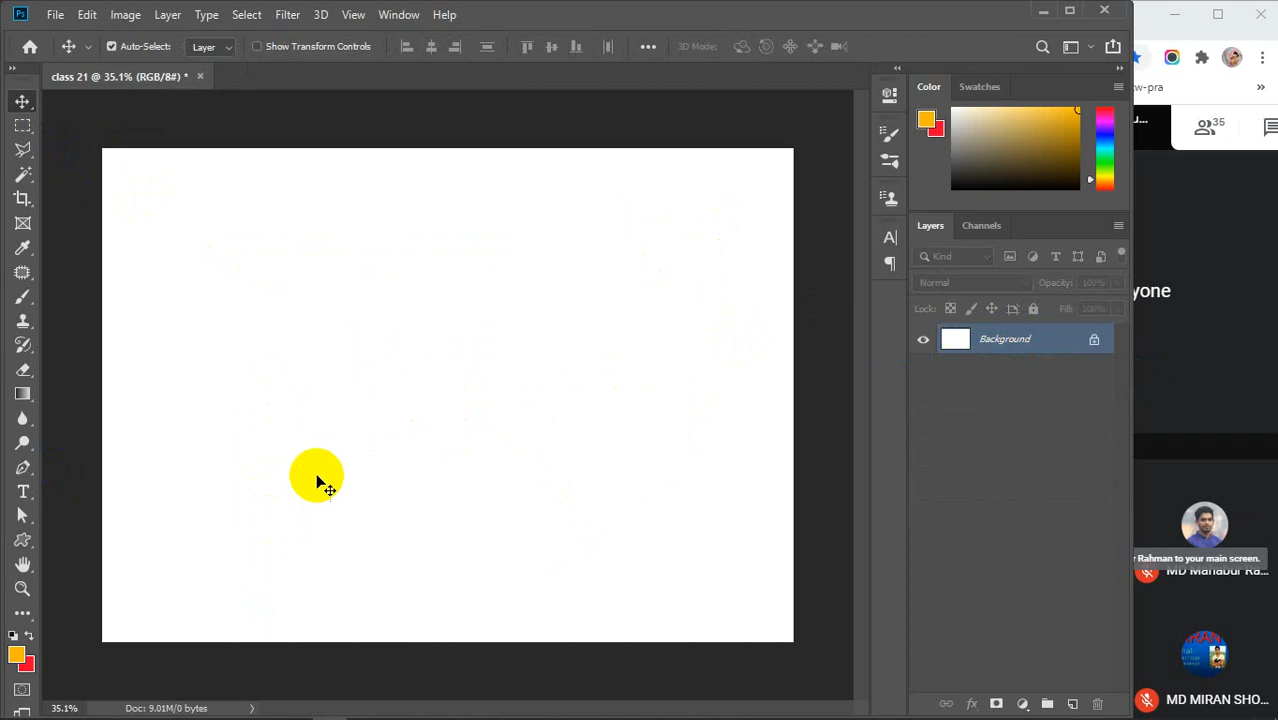 Ps File Edit Image Layer Type Select Filter 3D View Window Help
Auto-Select: Layer Show Transform Controls ••• 3D Mode:
class 21 @ 35.1% (RGB/8#) * ×
Color Swatches
Layers Channels
Kind
Normal Opacity: 100%
Lock: Fill: 100%
Background
35.1% Doc: 9.01M/0 bytes
w-pra
u...
35
yone
r Rahman to your main screen.
MD Mahabur Ra...
MD MIRAN SHO...